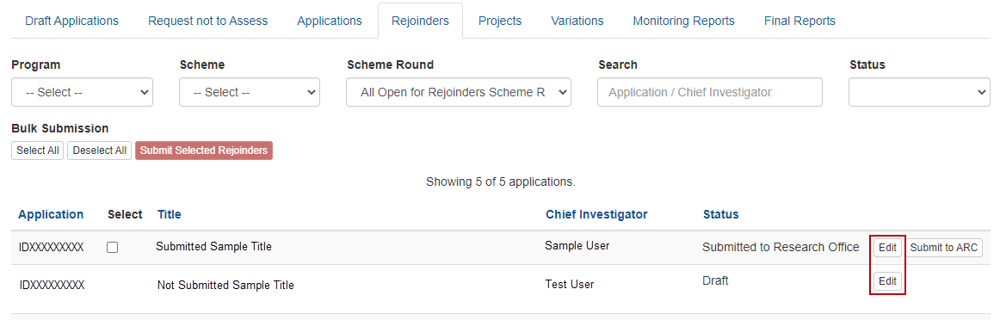 Draft Applications Request not to Assess Applications Rejoinders Projects Variations Monitoring Reports Final Reports
Program Scheme Scheme Round Search Status
-- Select -- -- Select -- All Open for Rejoinders Scheme R Application / Chief Investigator
Bulk Submission
Select All Deselect All Submit Selected Rejoinders
Showing 5 of 5 applications.
Application Select Title Chief Investigator Status
IDXXXXXXXXX Submitted Sample Title Sample User Submitted to Research Office Edit Submit to ARC
IDXXXXXXXXX Not Submitted Sample Title Test User Draft Edit